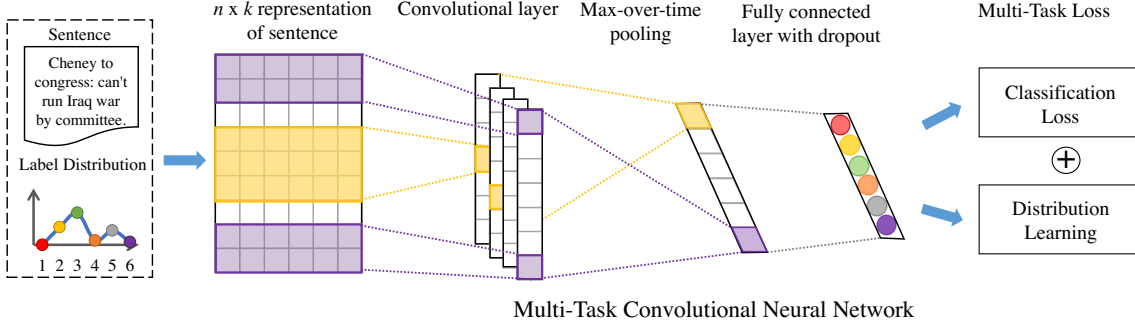 Sentence
Cheney to
congress: can't
run Iraq war
by committee.
Label Distribution
1 2 3 4 5 6
n x k representation
of sentence
Convolutional layer
Max-over-time
pooling
Fully connected
layer with dropout
Multi-Task Loss
Classification
Loss
+
Distribution
Learning
Multi-Task Convolutional Neural Network